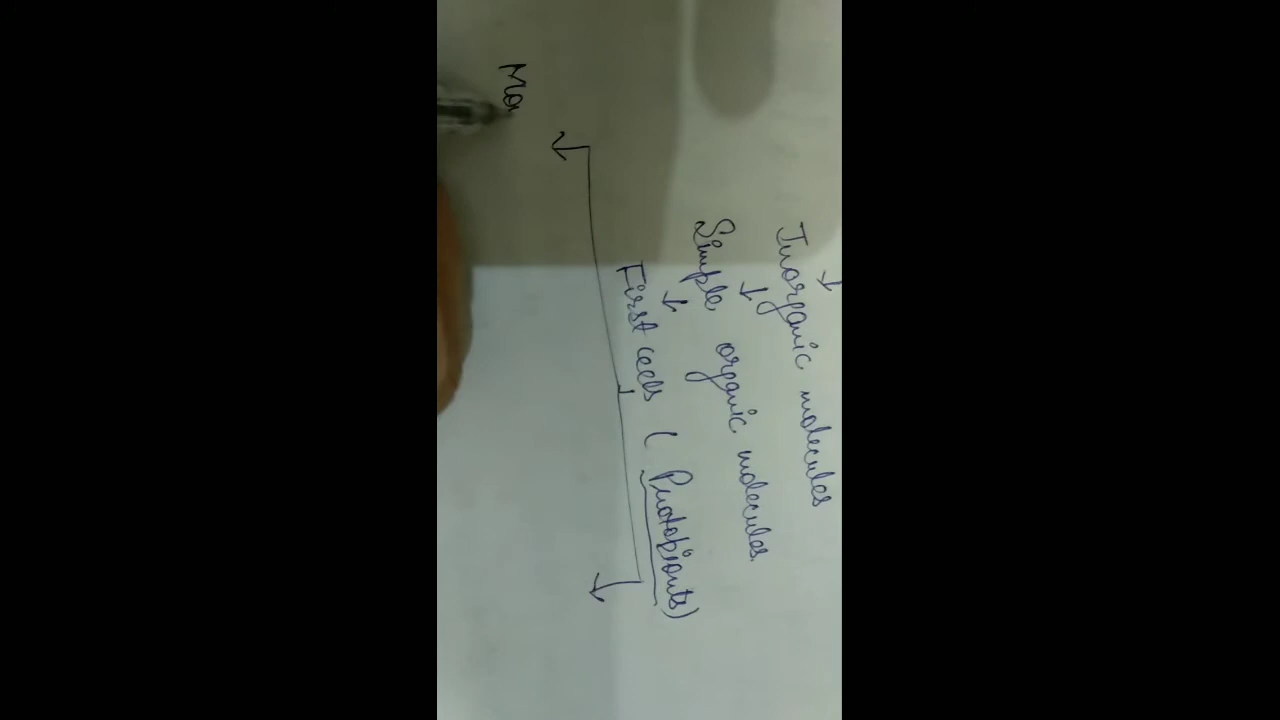 Inorganic molecules
Simple organic molecules.
First cells (Protobionts)
Mo